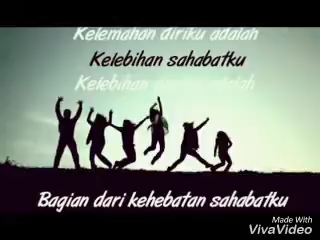 Kelemahan diriku adalah
Kelebihan sahabatku
Kelebihan adalah
Bagian dari kehebatan sahabatku
Made With
VivaVideo